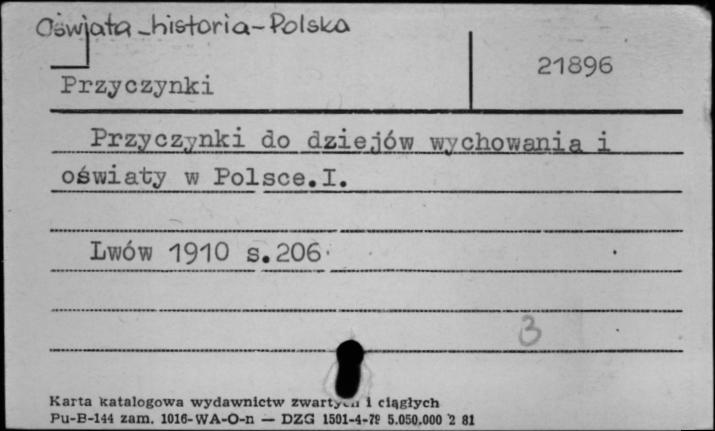 Oświata - historia - Polska
21896
Przyczynki
Przyczynki do dziejów wychowania i
oświaty w Polsce.I.
Lwów 1910 s.206
3
Karta katalogowa wydawnictw i ciągłych
Pu-B-144 zam. 1016-WA-O-n — DZG 1501-4-79 5.050.000 2 81